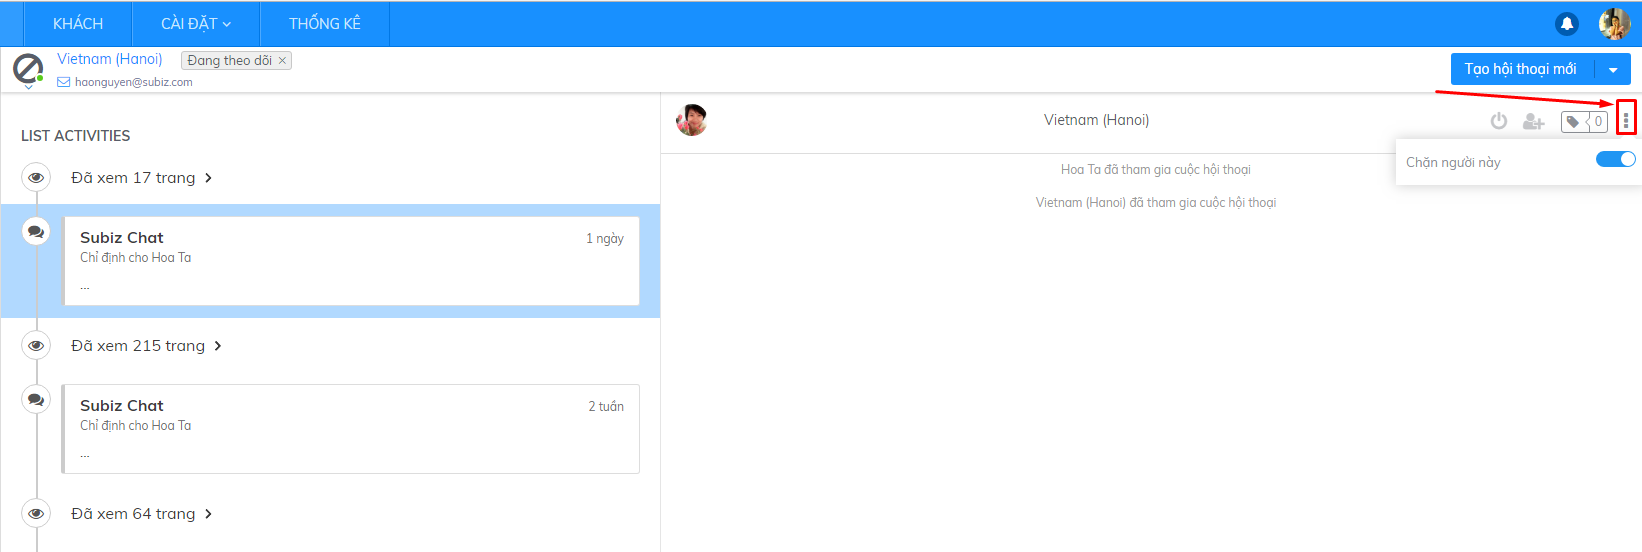 KHÁCH
CÀI ĐẶT
THỐNG KÊ
Vietnam (Hanoi)
Đang theo dõi ×
haonguyen@subiz.com
Tạo hội thoại mới
LIST ACTIVITIES
Đã xem 17 trang
Subiz Chat
1 ngày
Chỉ định cho Hoa Ta
...
Đã xem 215 trang
Subiz Chat
2 tuần
Chỉ định cho Hoa Ta
...
Đã xem 64 trang
Vietnam (Hanoi)
0
Chặn người này
Hoa Ta đã tham gia cuộc hội thoại
Vietnam (Hanoi) đã tham gia cuộc hội thoại